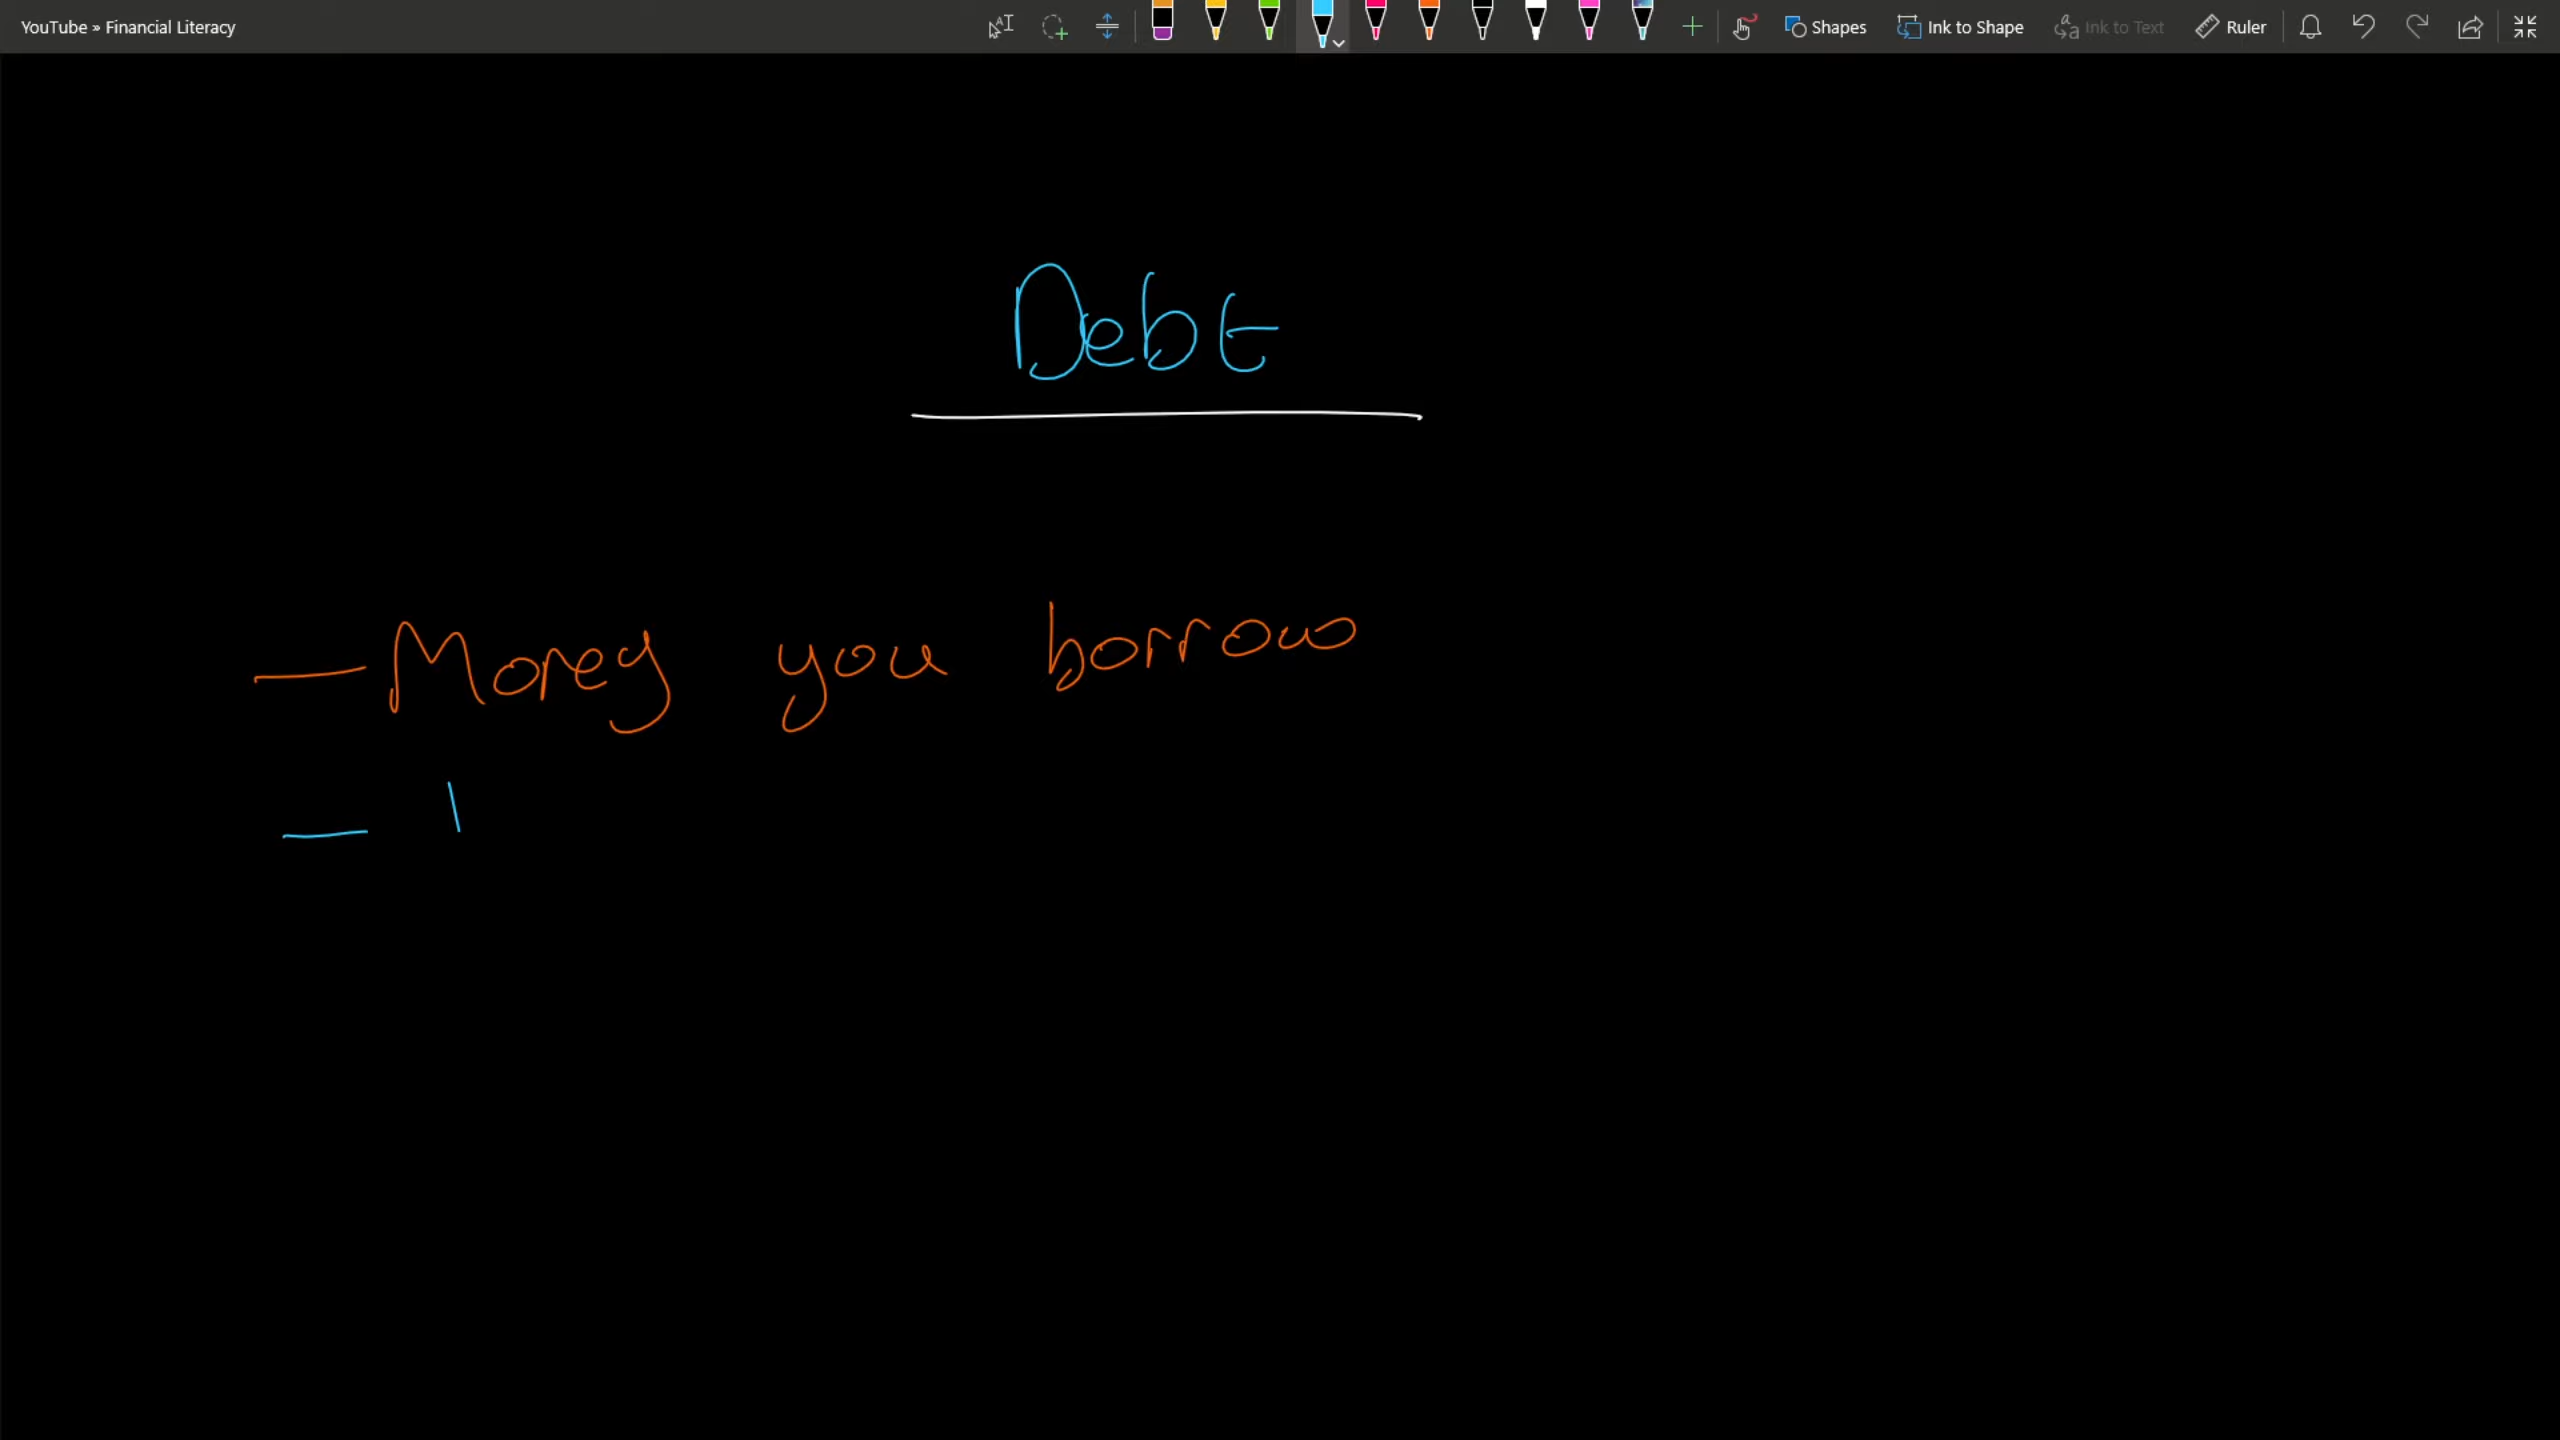 YouTube » Financial Literacy
Shapes
Ink to Shape
Ink to Text
Ruler
Debt
— Money you borrow
—